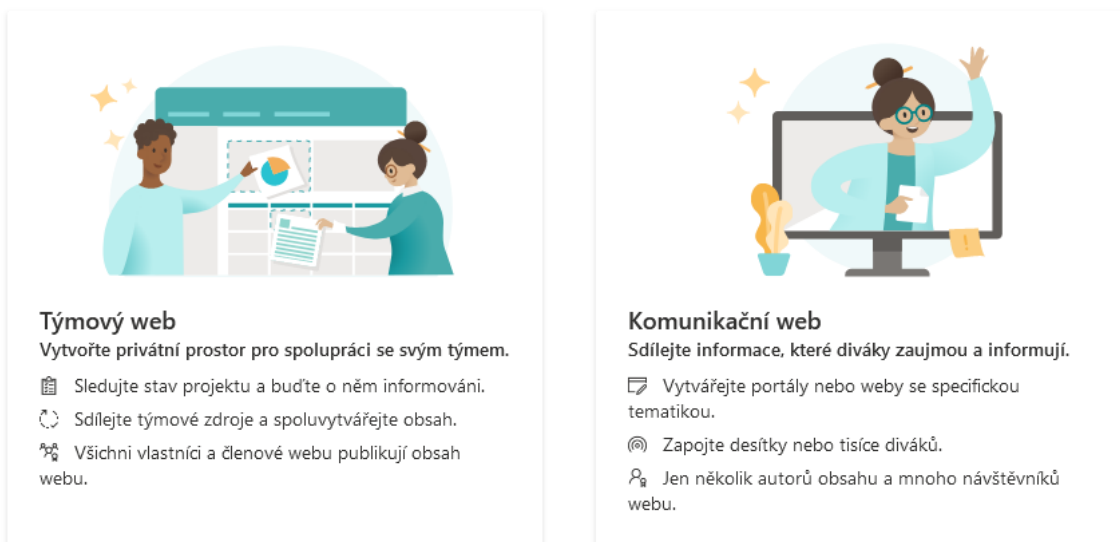 Týmový web
Vytvořte privátní prostor pro spolupráci se svým týmem.
Sledujte stav projektu a buďte o něm informováni.
Sdílejte týmové zdroje a spoluvytvářejte obsah.
Všichni vlastníci a členové webu publikují obsah
webu.
Komunikační web
Sdílejte informace, které diváky zaujmou a informují.
Vytvářejte portály nebo weby se specifickou
tematikou.
Zapojte desítky nebo tisíce diváků.
Jen několik autorů obsahu a mnoho návštěvníků
webu.